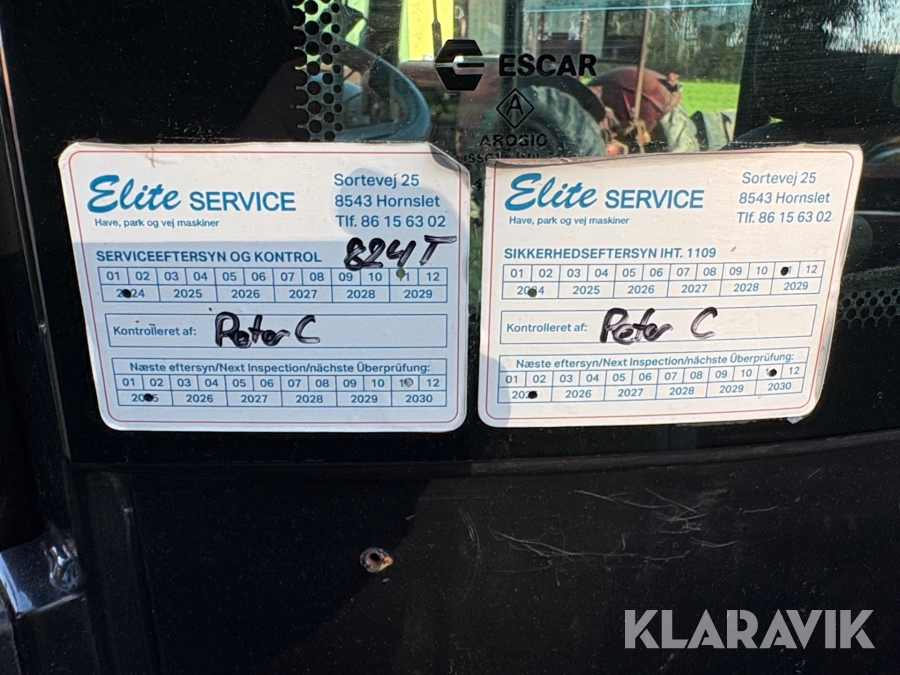 ESCAR
AROSIO
Elite SERVICE
Have, park og vej maskiner
Sortevej 25
8543 Hornslet
Tlf. 86 15 63 02
SERVICEEFTERSYN OG KONTROL 824T
01 02 03 04 05 06 07 08 09 10 12
2024 2025 2026 2027 2028 2029
Kontrolleret af: Peter C
Næste eftersyn/Next Inspection/nächste Überprüfung:
01 02 03 04 05 06 07 08 09 10 12
2025 2026 2027 2028 2029 2030
Elite SERVICE
Have, park og vej maskiner
Sortevej 25
8543 Hornslet
Tlf. 86 15 63 02
SIKKERHEDSEFTERSYN IHT. 1109
01 02 03 04 05 06 07 08 09 10 12
2024 2025 2026 2027 2028 2029
Kontrolleret af: Peter C
Næste eftersyn/Next Inspection/nächste Überprüfung:
01 02 03 04 05 06 07 08 09 10 12
2025 2026 2027 2028 2029 2030
KLARAVIK